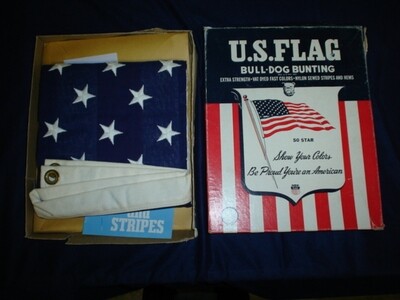 U.S. FLAG
BULL-DOG BUNTING
EXTRA STRENGTH • VAT DYED FAST COLORS • NYLON SEWED STRIPES AND HEMS
50 STAR
Show Your Colors
Be Proud You're an American
and
STRIPES